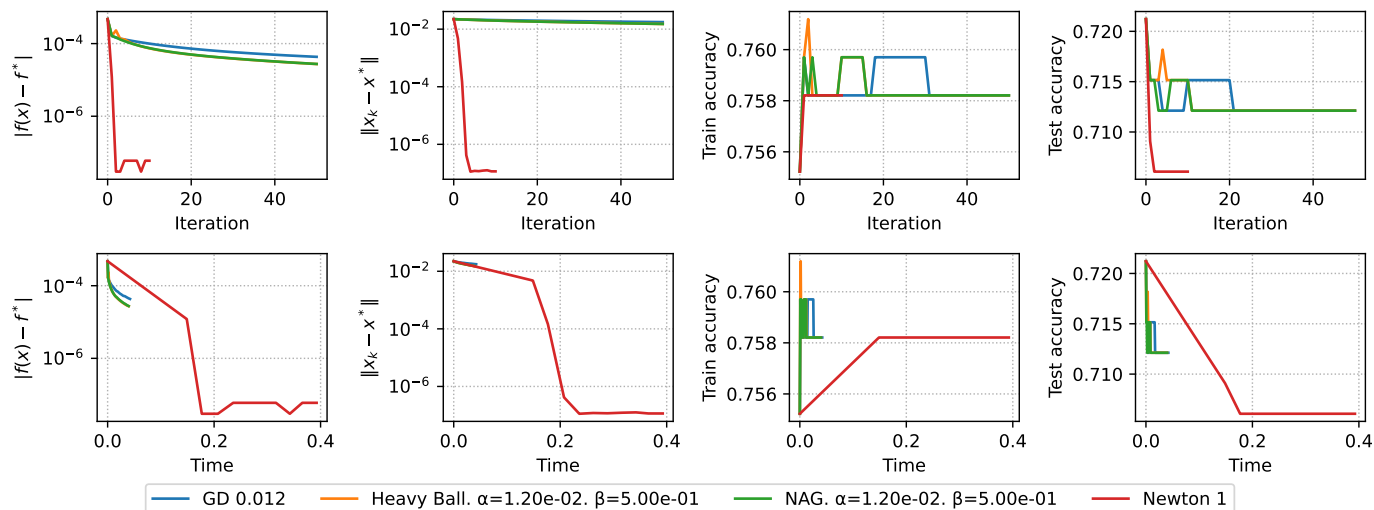 |f(x) − f*|
10⁻⁴
10⁻⁶
0
20
40
Iteration
‖x_k − x*‖
10⁻²
10⁻⁴
10⁻⁶
0
20
40
Iteration
Train accuracy
0.760
0.758
0.756
0
20
40
Iteration
Test accuracy
0.720
0.715
0.710
0
20
40
Iteration
|f(x) − f*|
10⁻⁴
10⁻⁶
0.0
0.2
0.4
Time
‖x_k − x*‖
10⁻²
10⁻⁴
10⁻⁶
0.0
0.2
0.4
Time
Train accuracy
0.760
0.758
0.756
0.0
0.2
0.4
Time
Test accuracy
0.720
0.715
0.710
0.0
0.2
0.4
Time
GD 0.012
Heavy Ball. α=1.20e-02. β=5.00e-01
NAG. α=1.20e-02. β=5.00e-01
Newton 1